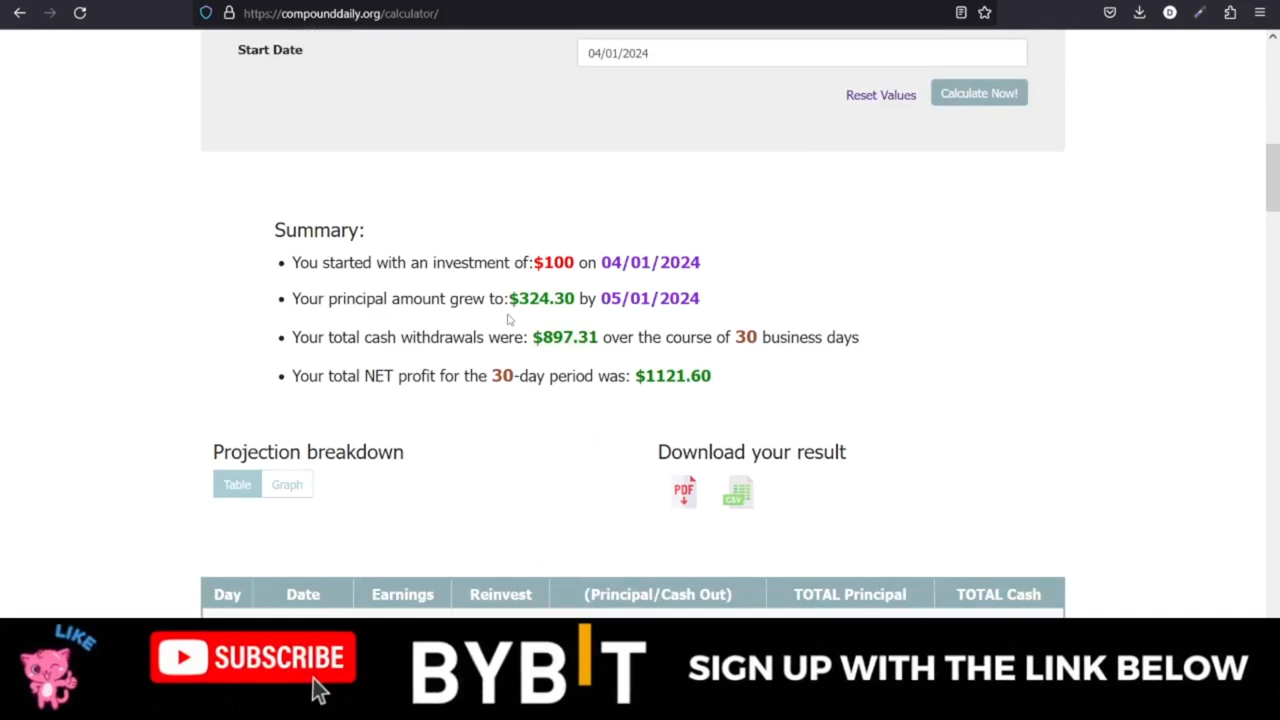 https://compounddaily.org/calculator/
Start Date
04/01/2024
Reset Values
Calculate Now!
Summary:
You started with an investment of:$100 on 04/01/2024
Your principal amount grew to:$324.30 by 05/01/2024
Your total cash withdrawals were: $897.31 over the course of 30 business days
Your total NET profit for the 30-day period was: $1121.60
Projection breakdown
Download your result
Table Graph
PDF
CSV
Day Date Earnings Reinvest (Principal/Cash Out) TOTAL Principal TOTAL Cash
LIKE
SUBSCRIBE
BYBIT
SIGN UP WITH THE LINK BELOW